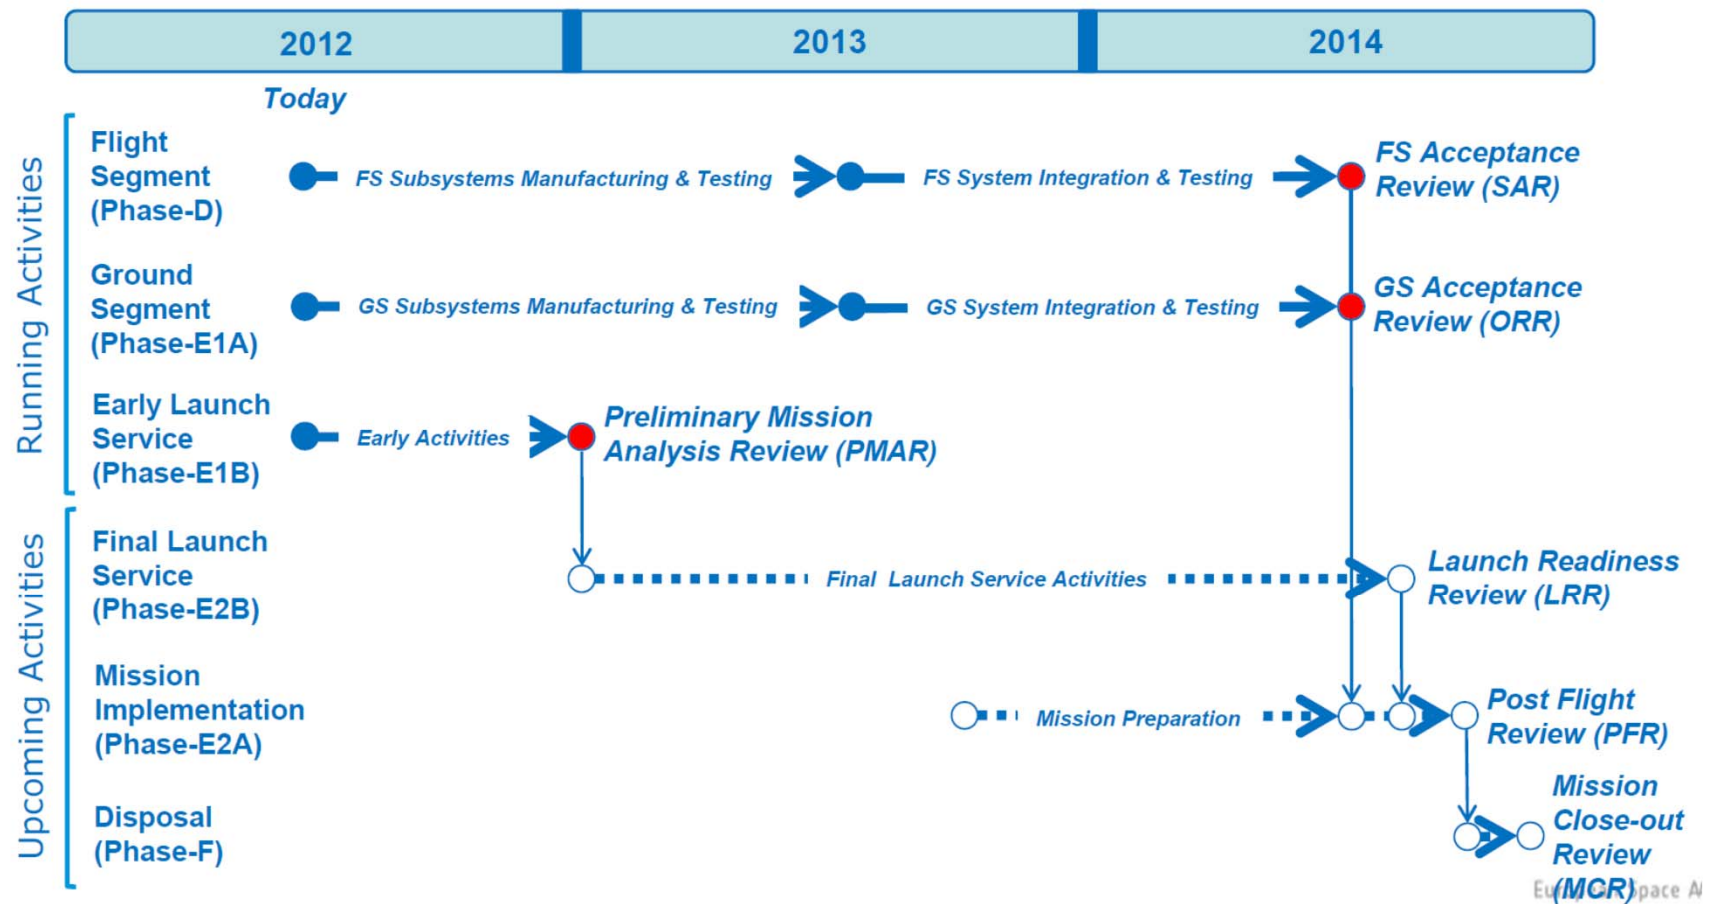 2012 2013 2014
Today
Running Activities
Flight
Segment
(Phase-D)
FS Subsystems Manufacturing & Testing
FS System Integration & Testing
FS Acceptance
Review (SAR)
Ground
Segment
(Phase-E1A)
GS Subsystems Manufacturing & Testing
GS System Integration & Testing
GS Acceptance
Review (ORR)
Early Launch
Service
(Phase-E1B)
Early Activities
Preliminary Mission
Analysis Review (PMAR)
Upcoming Activities
Final Launch
Service
(Phase-E2B)
Final Launch Service Activities
Launch Readiness
Review (LRR)
Mission
Implementation
(Phase-E2A)
Mission Preparation
Post Flight
Review (PFR)
Disposal
(Phase-F)
Mission
Close-out
Review
(MCR)
Space